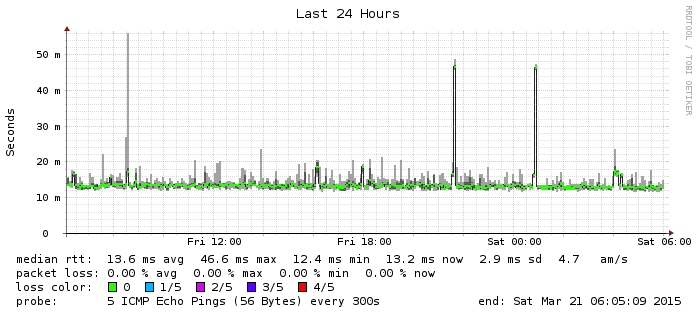 Last 24 Hours
RRDTOOL / TOBI OETIKER
Seconds
50 m
40 m
30 m
20 m
10 m
0
Fri 12:00 Fri 18:00 Sat 00:00 Sat 06:00
median rtt: 13.6 ms avg 46.6 ms max 12.4 ms min 13.2 ms now 2.9 ms sd 4.7 am/s
packet loss: 0.00 % avg 0.00 % max 0.00 % min 0.00 % now
loss color: 0 1/5 2/5 3/5 4/5
probe: 5 ICMP Echo Pings (56 Bytes) every 300s end: Sat Mar 21 06:05:09 2015